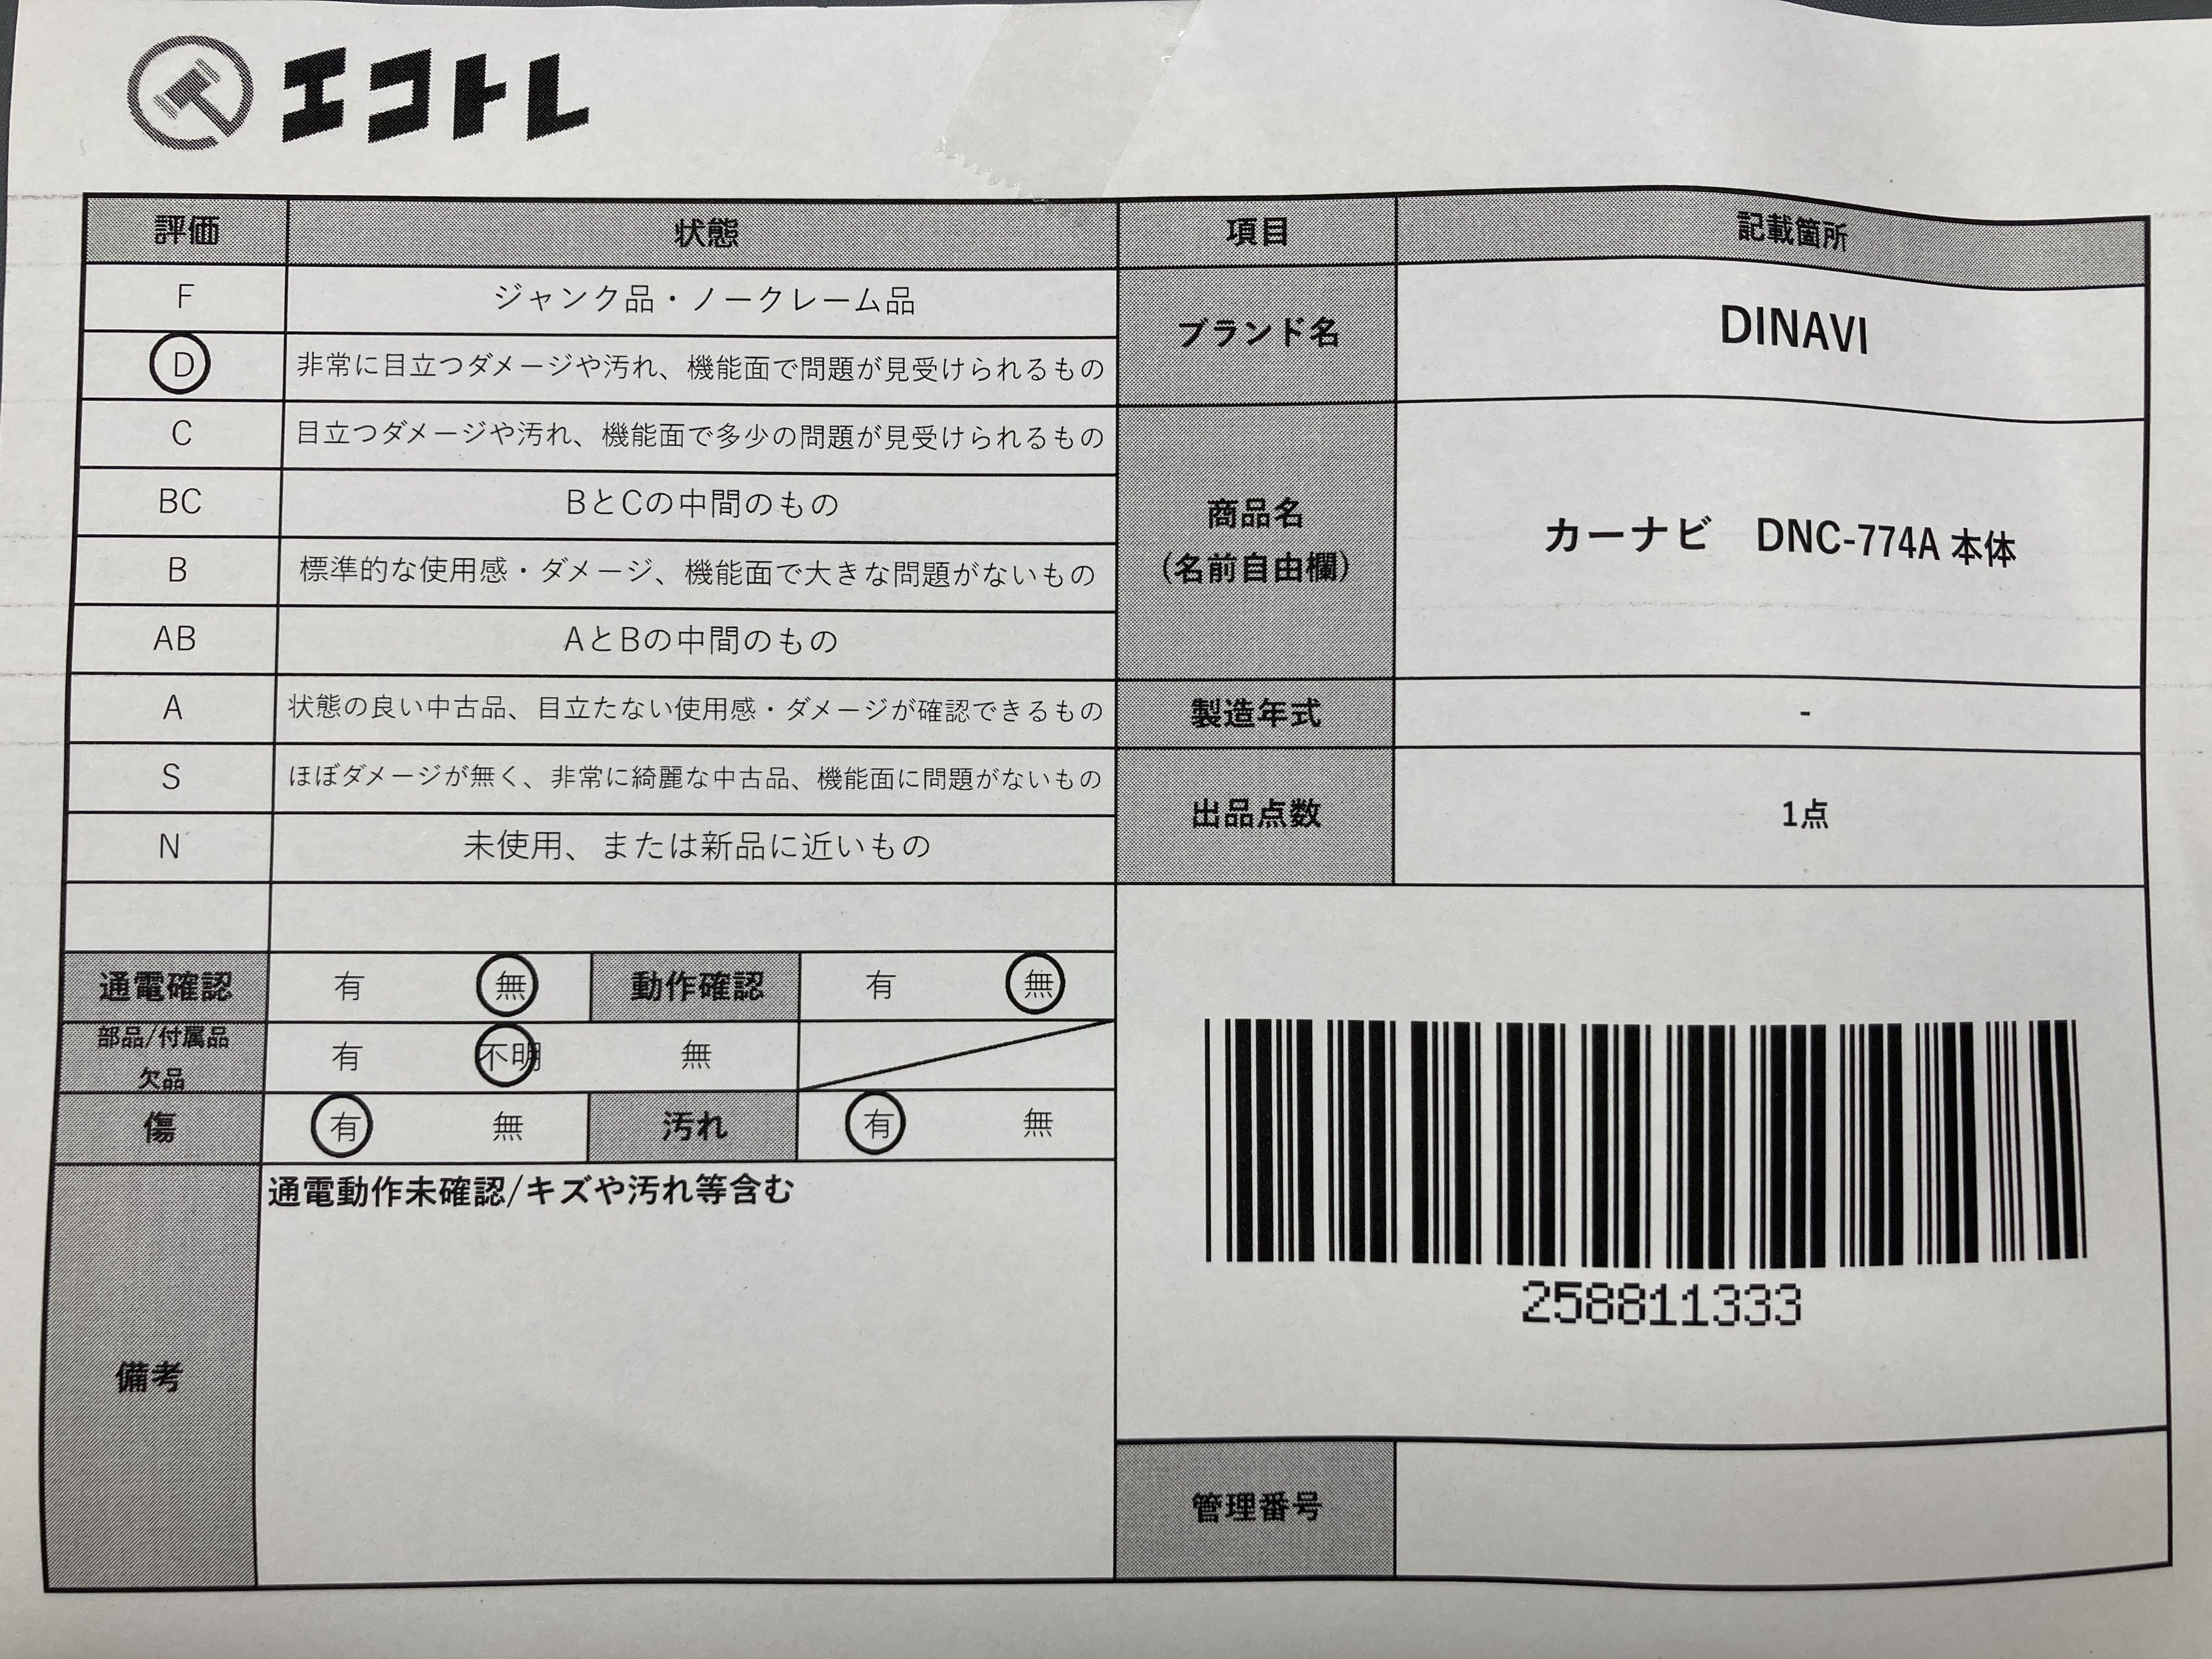 エコトレ
評価 状態 項目 記載箇所
F ジャンク品・ノークレーム品
D 非常に目立つダメージや汚れ、機能面で問題が見受けられるもの
ブランド名 DINAVI
C 目立つダメージや汚れ、機能面で多少の問題が見受けられるもの
BC BとCの中間のもの
B 標準的な使用感・ダメージ、機能面で大きな問題がないもの
AB AとBの中間のもの
商品名
(名前自由欄)
カーナビ DNC-774A 本体
A 状態の良い中古品、目立たない使用感・ダメージが確認できるもの
製造年式 -
S ほぼダメージが無く、非常に綺麗な中古品、機能面に問題がないもの
N 未使用、または新品に近いもの
出品点数 1点
通電確認 有 無 動作確認 有 無
部品/付属品
欠品
有 不明 無
傷 有 無 汚れ 有 無
備考
通電動作未確認/キズや汚れ等含む
258811333
管理番号